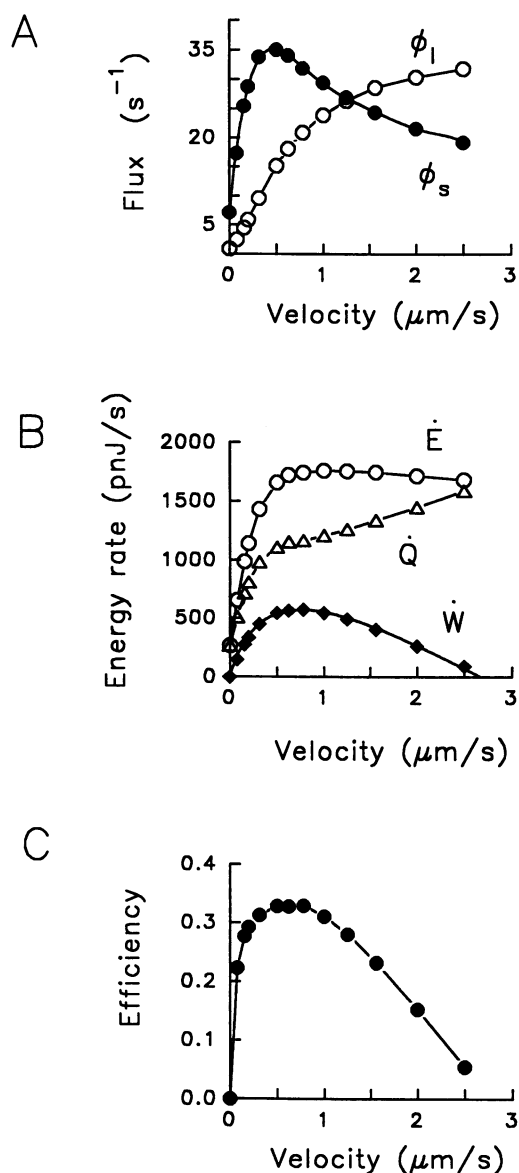 A
Flux (s⁻¹)
35
20
5
ϕl
ϕs
0 1 2 3
Velocity (μm/s)
B
Energy rate (pnJ/s)
2000
1500
1000
500
0
Ė
Q̇
Ẇ
0 1 2 3
Velocity (μm/s)
C
Efficiency
0.4
0.3
0.2
0.1
0.0
0 1 2 3
Velocity (μm/s)